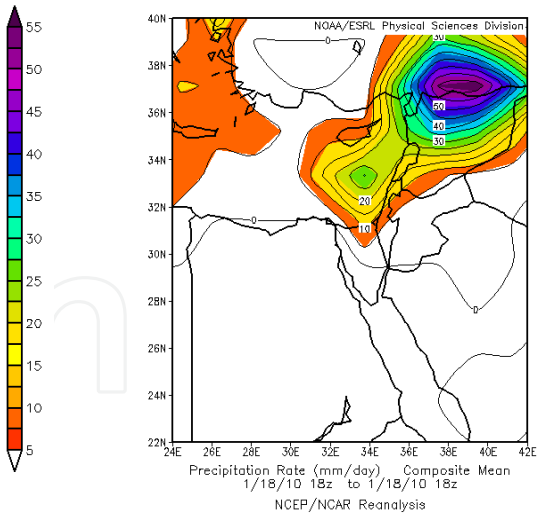 NOAA/ESRL Physical Sciences Division
55
50
45
40
35
30
25
20
15
10
5
40N
38N
36N
34N
32N
30N
28N
26N
24N
22N
0
30
50
40
30
20
10
0
0
24E 26E 28E 30E 32E 34E 36E 38E 40E 42E
Precipitation Rate (mm/day) Composite Mean
1/18/10 18z to 1/18/10 18z
NCEP/NCAR Reanalysis